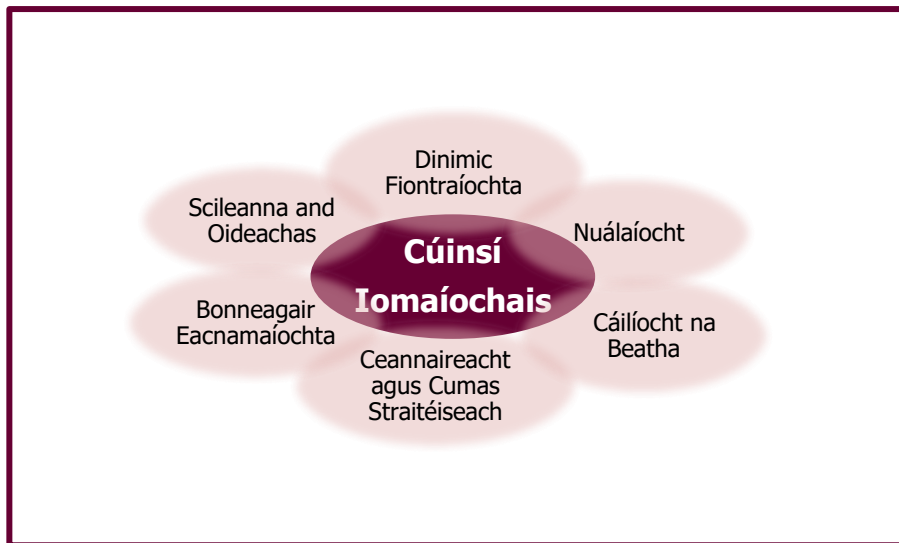 Dinimic
Fiontraíochta
Scileanna and
Oideachas
Nuálaíocht
Cúinsí
Iomaíochais
Bonneagair
Eacnamaíochta
Cáilíocht na
Beatha
Ceannaireacht
agus Cumas
Straitéiseach